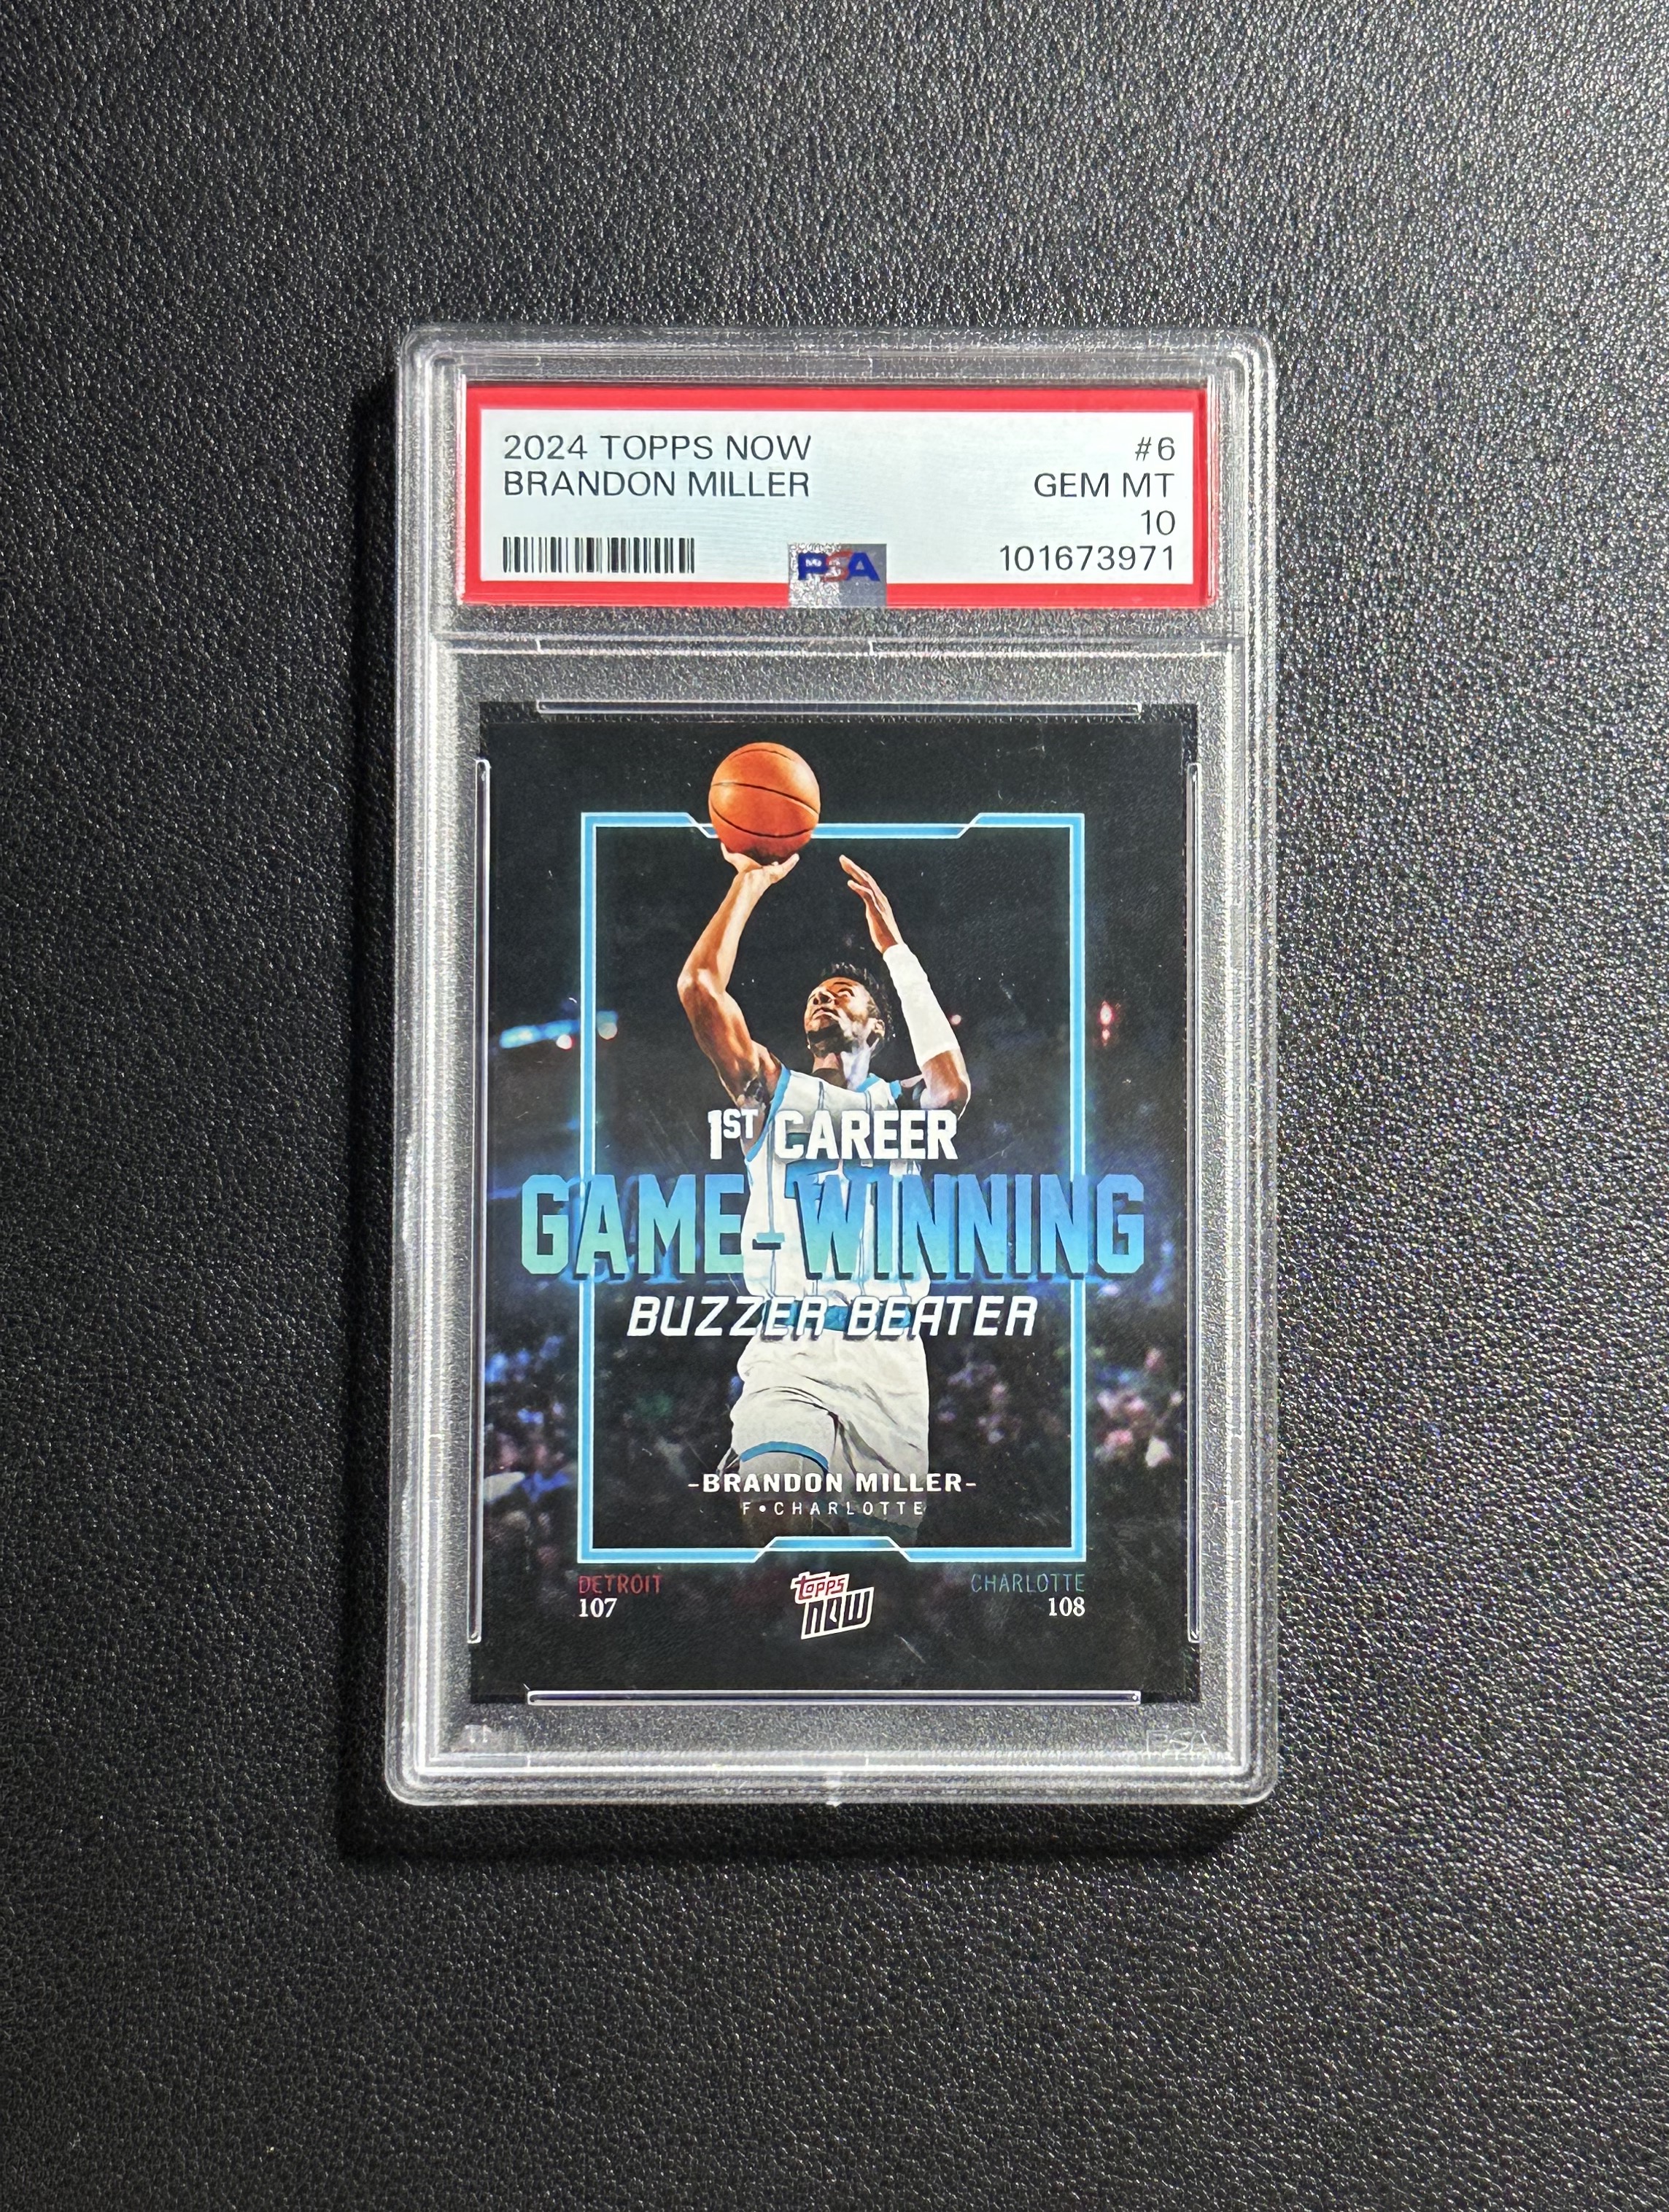 2024 TOPPS NOW #6
BRANDON MILLER GEM MT
10
PSA 101673971
1ST CAREER
GAME-WINNING
BUZZER BEATER
-BRANDON MILLER-
F•CHARLOTTE
DETROIT CHARLOTTE
107 108
topps
NOW
PSA